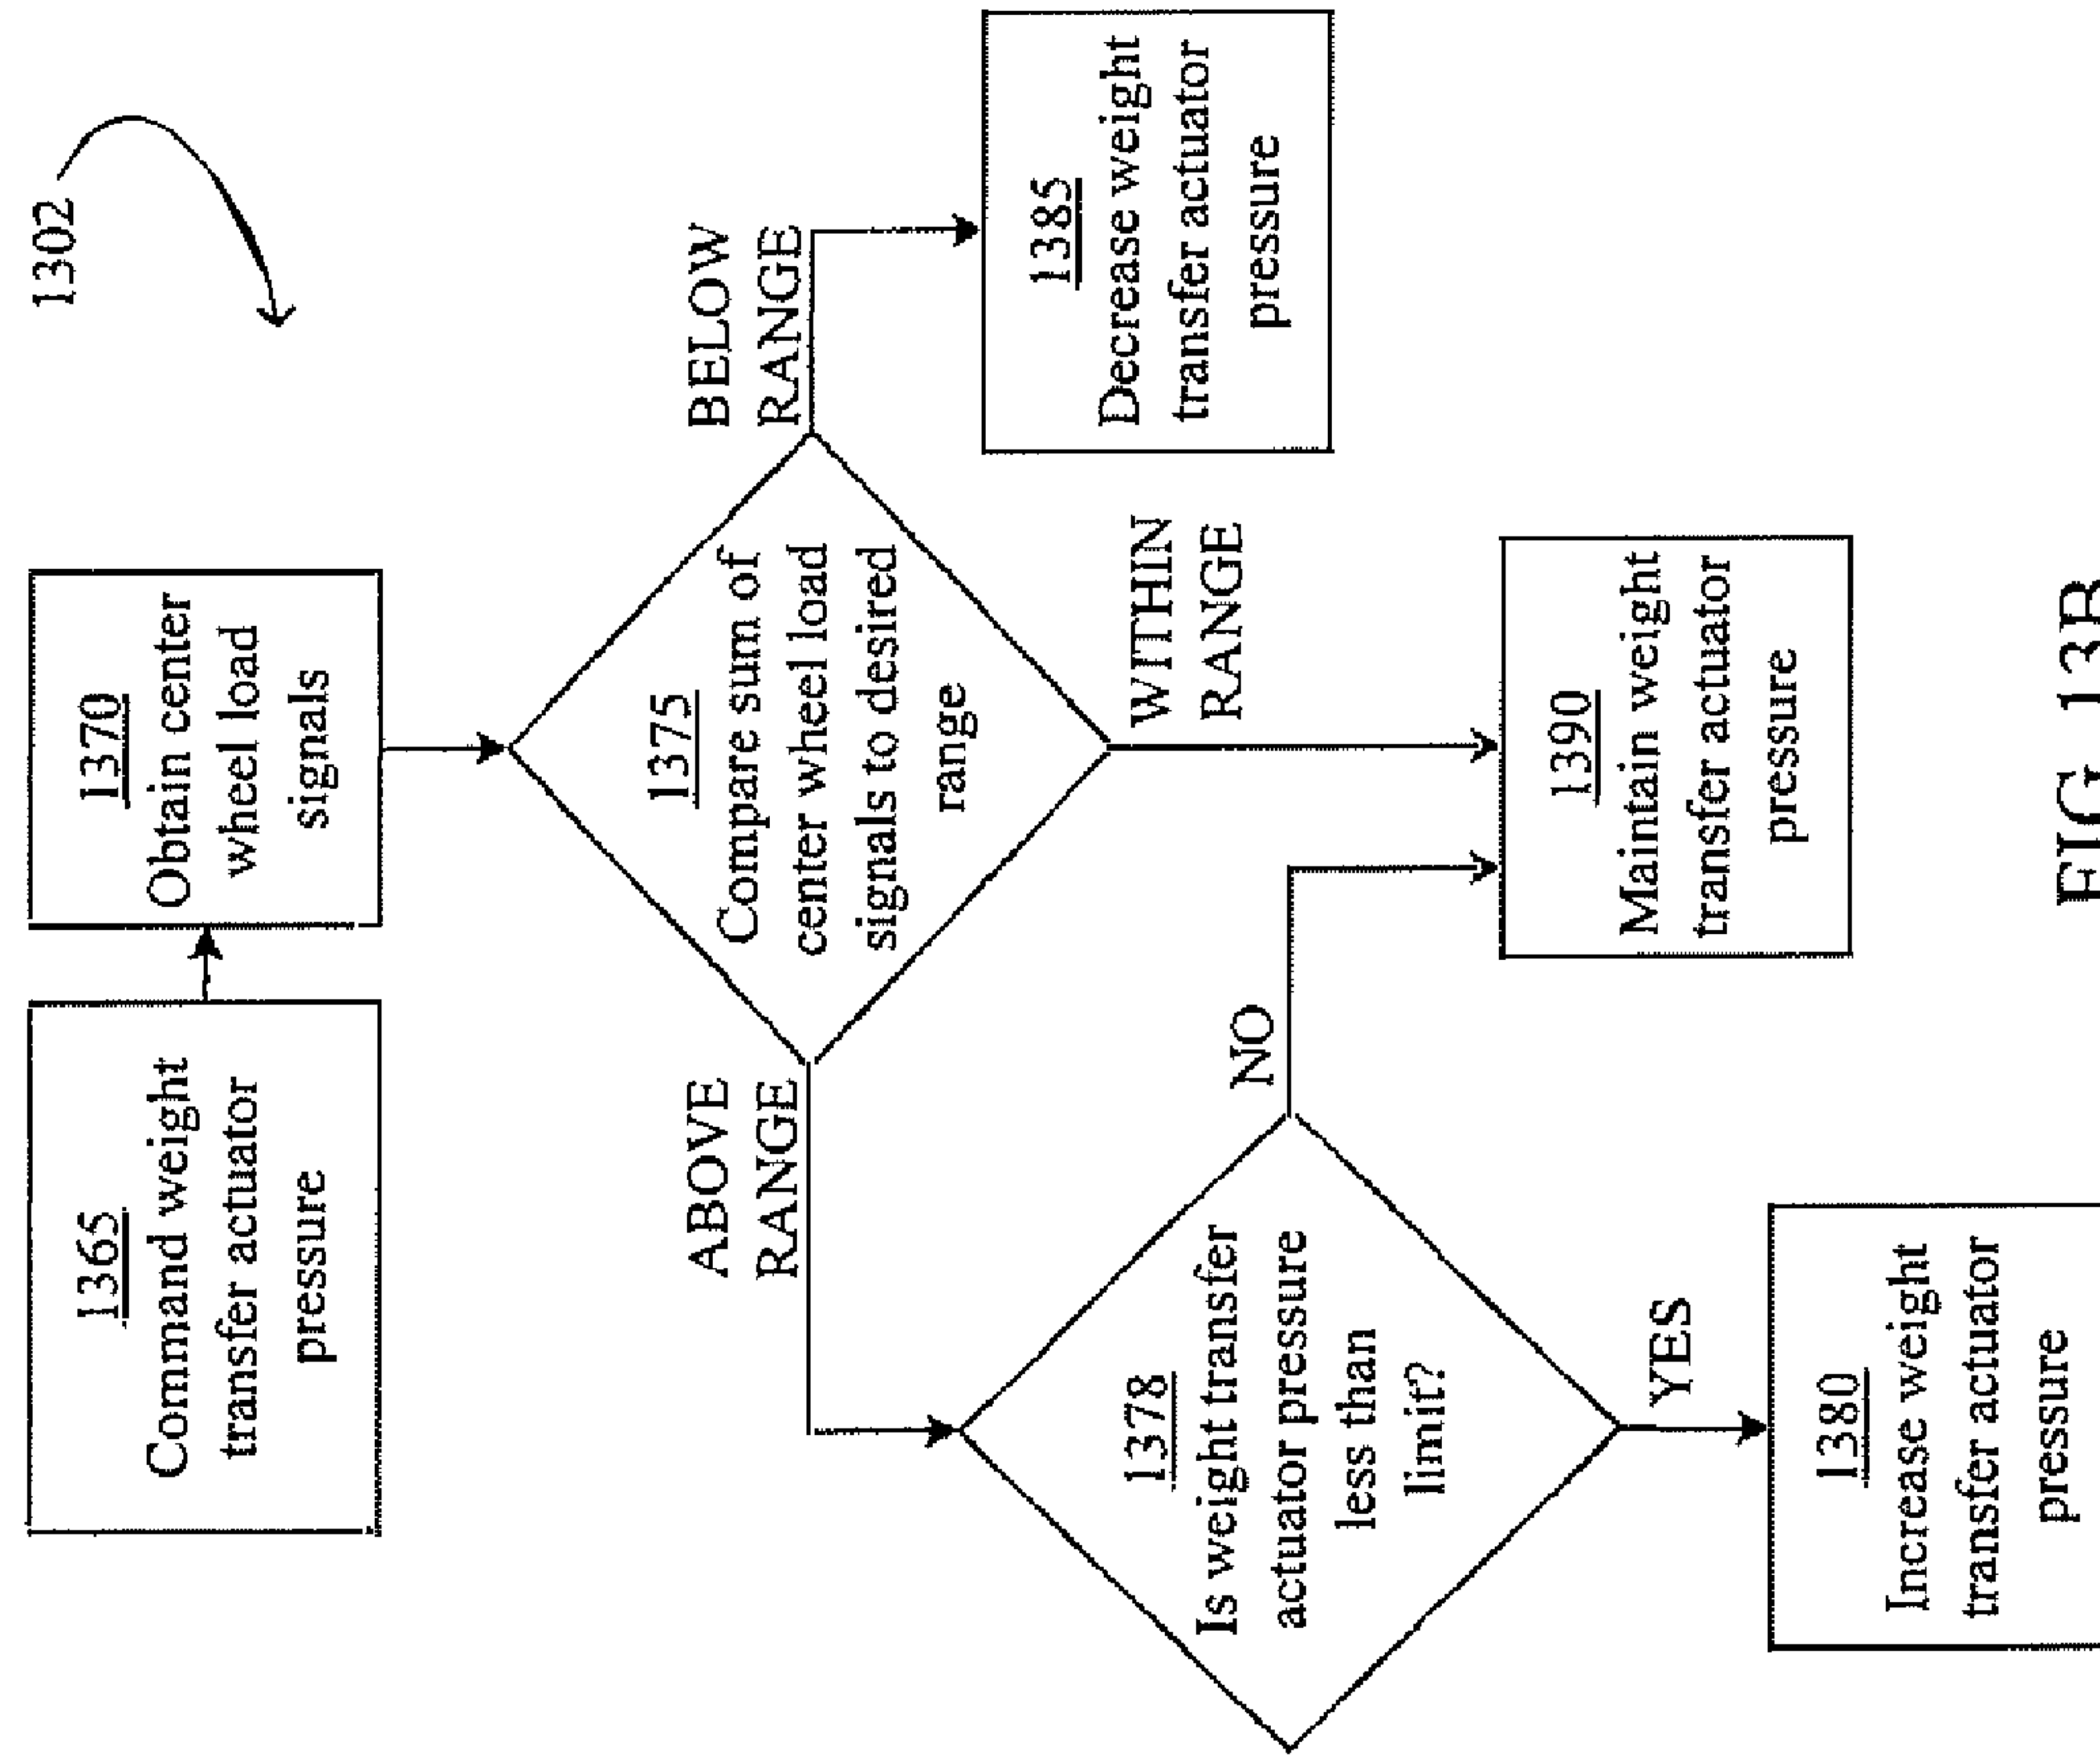 1302
1365
Command weight
transfer actuator
pressure
1370
Obtain center
wheel load
signals
1375
Compare sum of
center wheel load
signals to desired
range
ABOVE
RANGE
BELOW
RANGE
WITHIN
RANGE
1385
Decrease weight
transfer actuator
pressure
1378
Is weight transfer
actuator pressure
less than
limit?
NO
YES
1390
Maintain weight
transfer actuator
pressure
1380
Increase weight
transfer actuator
pressure
FIG 13B